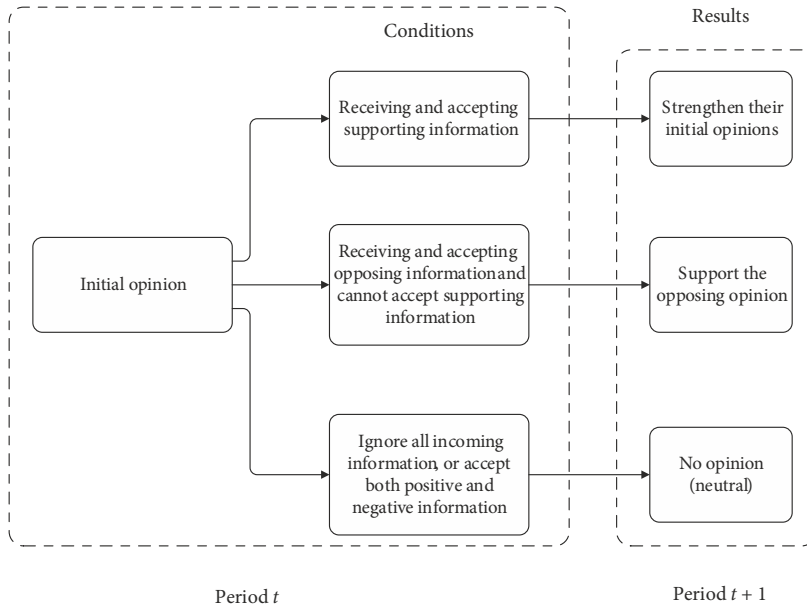 Conditions
Results
Receiving and accepting
supporting information
Strengthen their
initial opinions
Initial opinion
Receiving and accepting
opposing information and
cannot accept supporting
information
Support the
opposing opinion
Ignore all incoming
information, or accept
both positive and
negative information
No opinion
(neutral)
Period t
Period t + 1